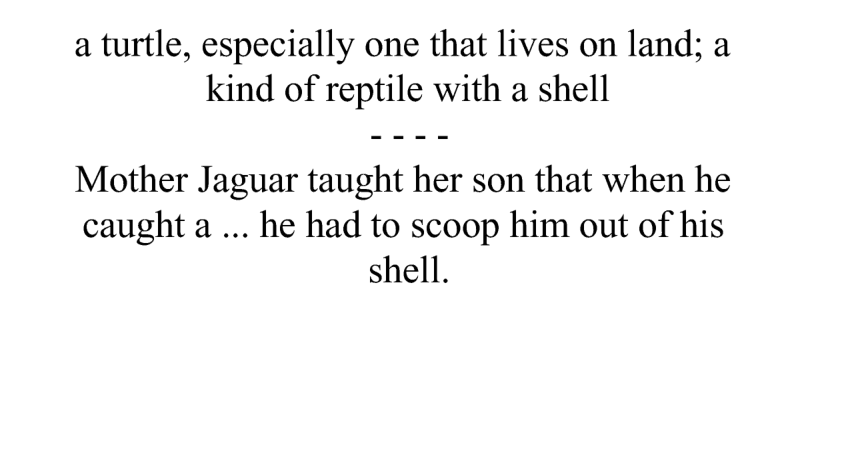 a turtle, especially one that lives on land; a
kind of reptile with a shell
- - - -
Mother Jaguar taught her son that when he
caught a ... he had to scoop him out of his
shell.